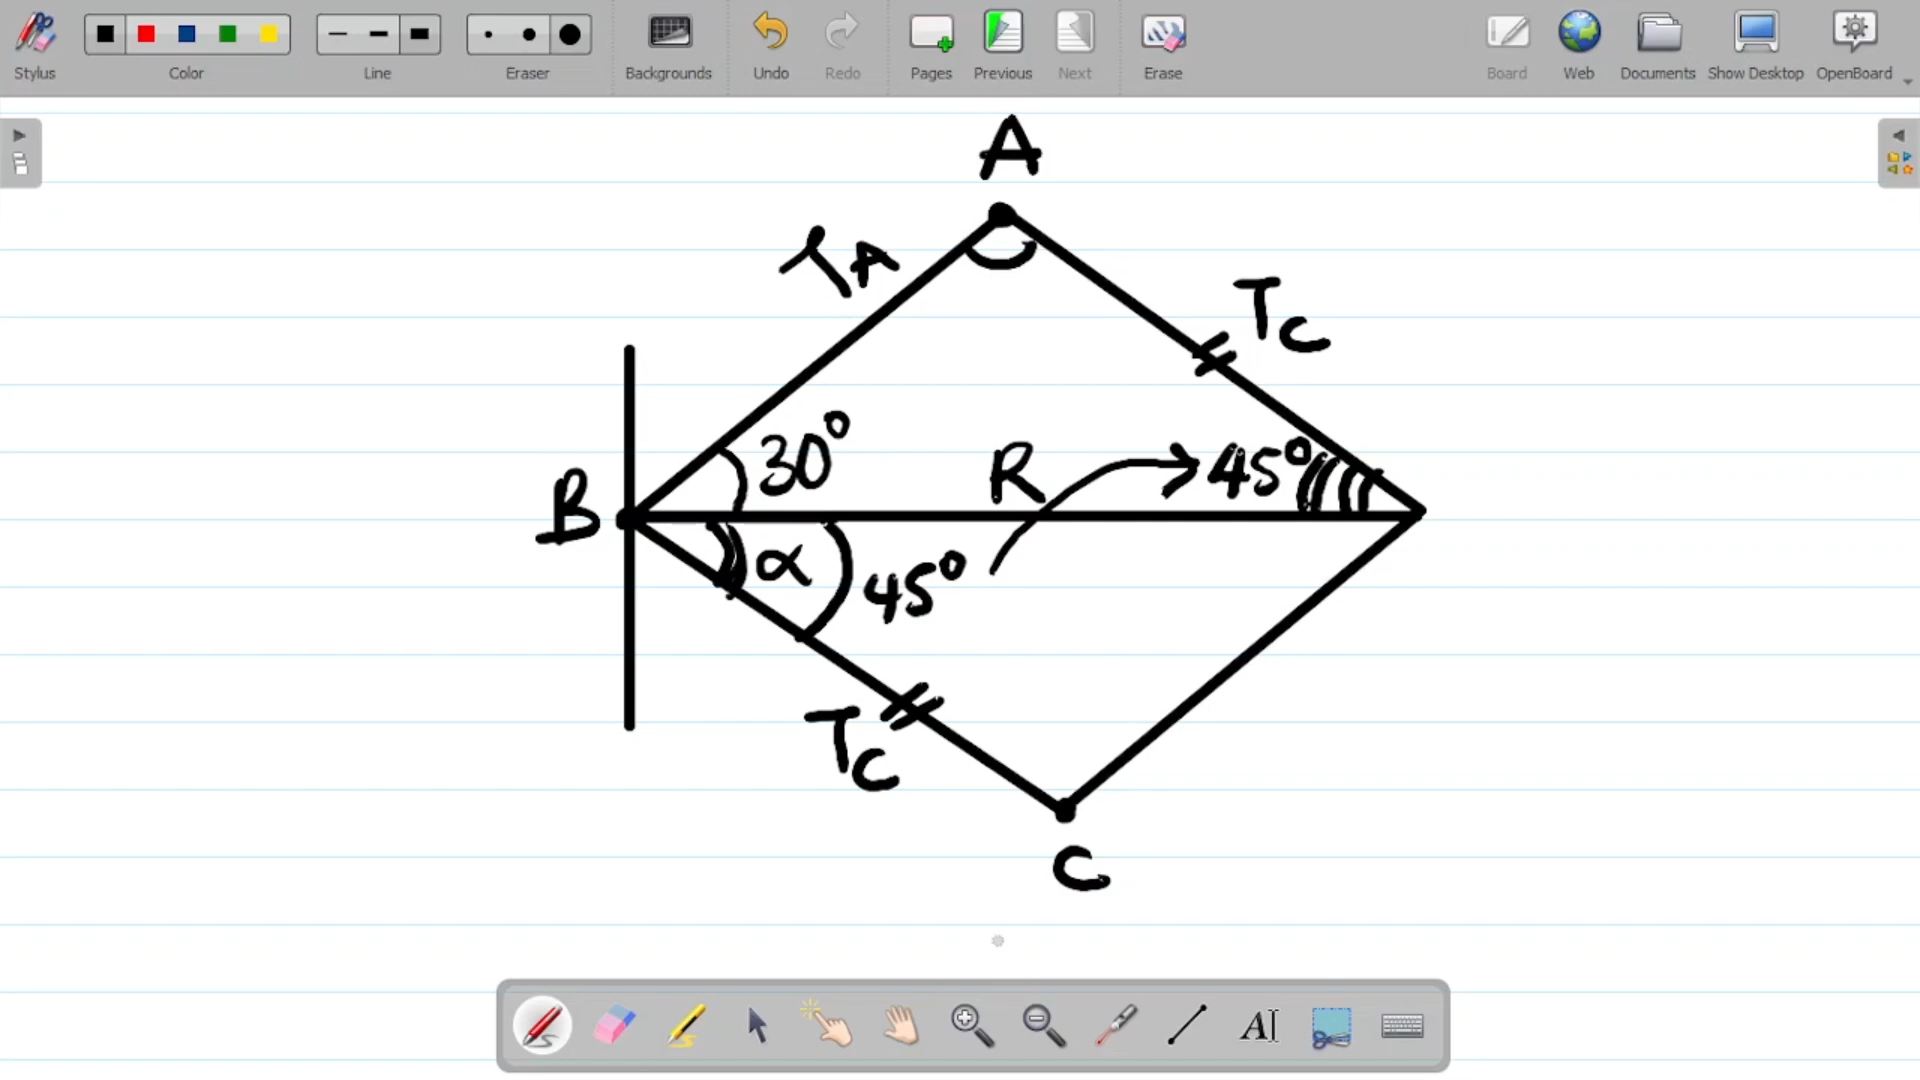 Stylus
Color
Line
Eraser
Backgrounds
Undo
Redo
Pages
Previous
Next
Erase
Board
Web
Documents
Show Desktop
OpenBoard
A
TA
TC
30°
R
45°
B
α
45°
TC
C
AI